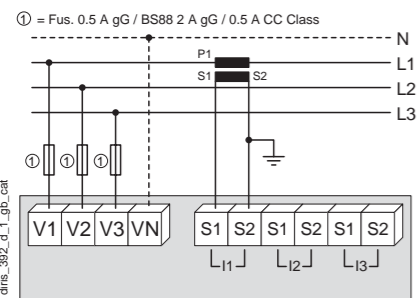 ① = Fus. 0.5 A gG / BS88 2 A gG / 0.5 A CC Class
N
P1
L1
S1 S2
L2
L3
① ① ①
V1 V2 V3 VN S1 S2 S1 S2 S1 S2
I1 I2 I3
diris_392_d_1_gb_cat